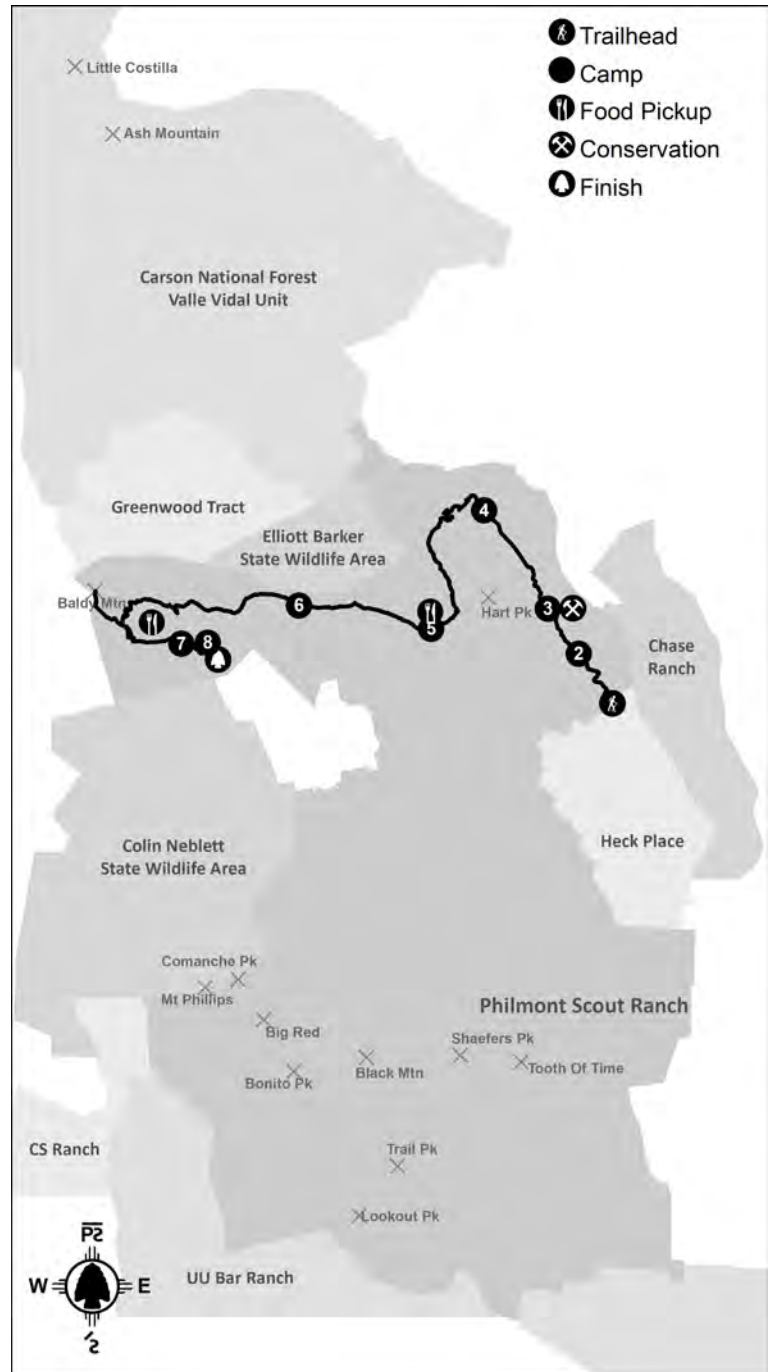 Trailhead
Camp
Food Pickup
Conservation
Finish
Little Costilla
Ash Mountain
Carson National Forest
Valle Vidal Unit
Greenwood Tract
Elliott Barker
State Wildlife Area
4
Baldy Mtn
6
Hart Pk
3
5
2
7
8
Chase
Ranch
Heck Place
Colin Neblett
State Wildlife Area
Comanche Pk
Mt Phillips
Big Red
Bonito Pk
Philmont Scout Ranch
Black Mtn
Shaefers Pk
Tooth Of Time
Trail Pk
Lookout Pk
CS Ranch
UU Bar Ranch
W
E